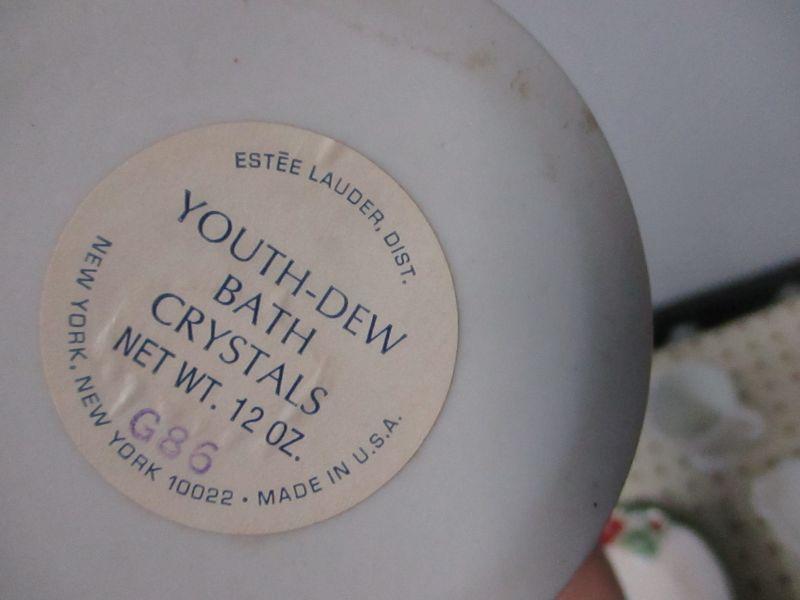 ESTĒE LAUDER, DIST.
YOUTH-DEW
BATH
CRYSTALS
NET WT. 12 OZ.
G86
NEW YORK, NEW YORK 10022 · MADE IN U.S.A.